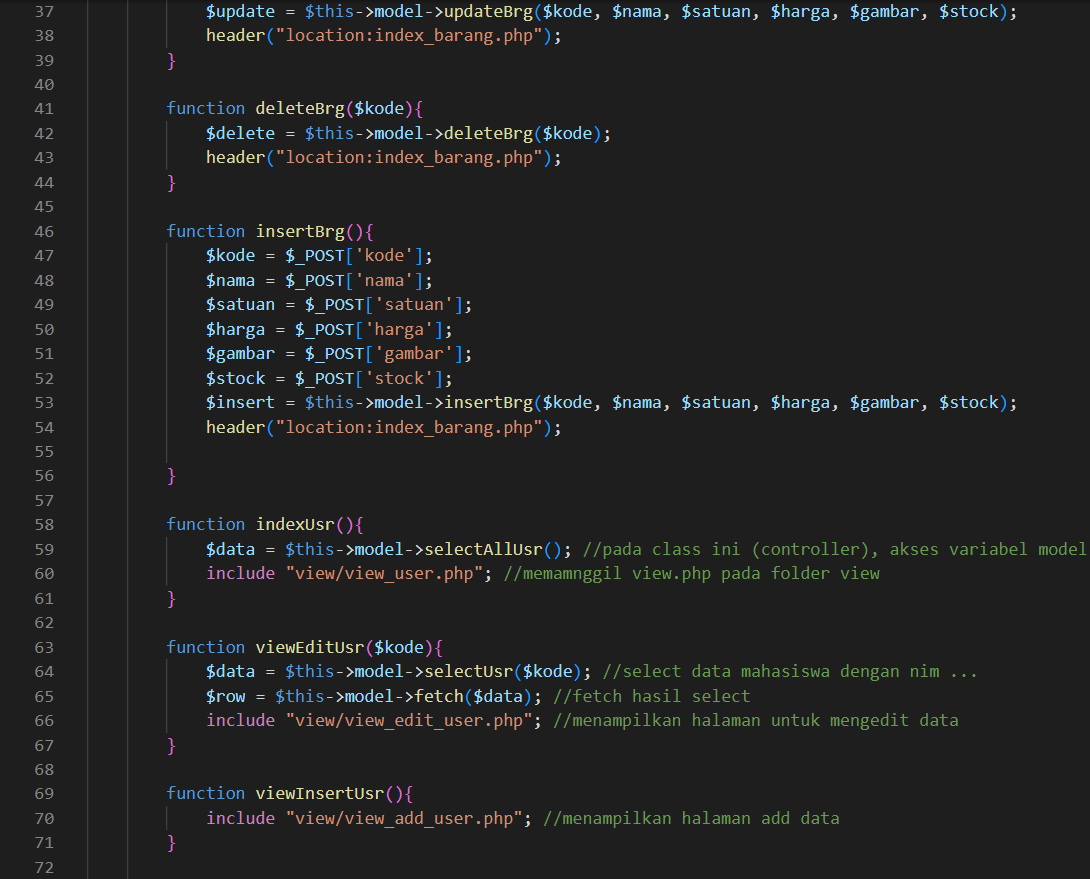 37 $update = $this->model->updateBrg($kode, $nama, $satuan, $harga, $gambar, $stock);
38 header("location:index_barang.php");
39 }
40
41 function deleteBrg($kode){
42 $delete = $this->model->deleteBrg($kode);
43 header("location:index_barang.php");
44 }
45
46 function insertBrg(){
47 $kode = $_POST['kode'];
48 $nama = $_POST['nama'];
49 $satuan = $_POST['satuan'];
50 $harga = $_POST['harga'];
51 $gambar = $_POST['gambar'];
52 $stock = $_POST['stock'];
53 $insert = $this->model->insertBrg($kode, $nama, $satuan, $harga, $gambar, $stock);
54 header("location:index_barang.php");
55
56 }
57
58 function indexUsr(){
59 $data = $this->model->selectAllUsr(); //pada class ini (controller), akses variabel model
60 include "view/view_user.php"; //memamnggil view.php pada folder view
61 }
62
63 function viewEditUsr($kode){
64 $data = $this->model->selectUsr($kode); //select data mahasiswa dengan nim ...
65 $row = $this->model->fetch($data); //fetch hasil select
66 include "view/view_edit_user.php"; //menampilkan halaman untuk mengedit data
67 }
68
69 function viewInsertUsr(){
70 include "view/view_add_user.php"; //menampilkan halaman add data
71 }
72